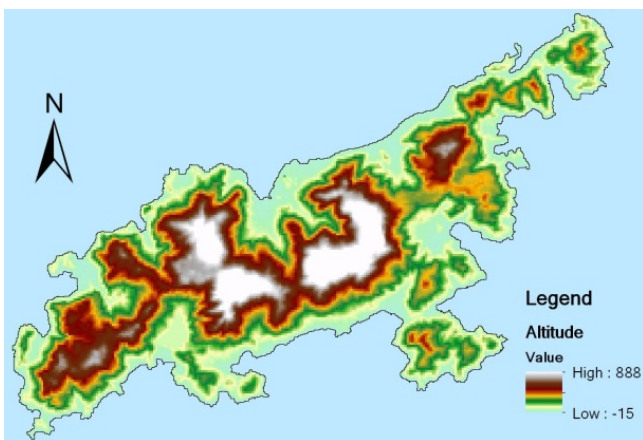 N
Legend
Altitude
Value
High : 888
Low : -15